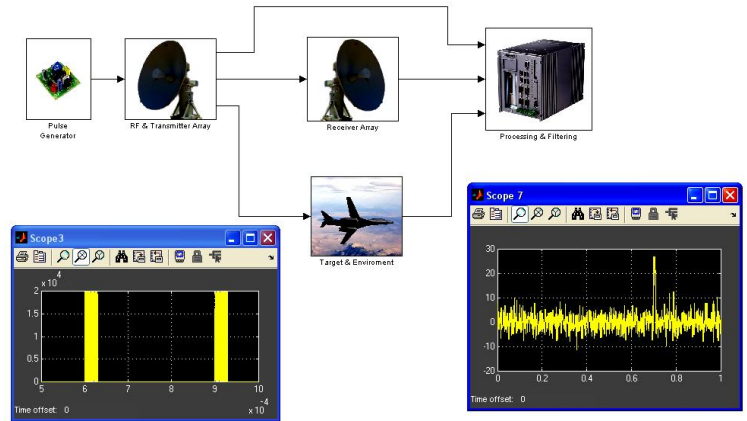 Pulse
Generator
RF & Transmitter Array
Receiver Array
Processing & Filtering
Target & Enviroment
Scope3
x 10 4
2
1.5
1
0.5
0
5 6 7 8 9 10
x 10 -4
Time offset: 0
Scope 7
30
20
10
0
-10
-20
0 0.2 0.4 0.6 0.8 1
Time offset: 0